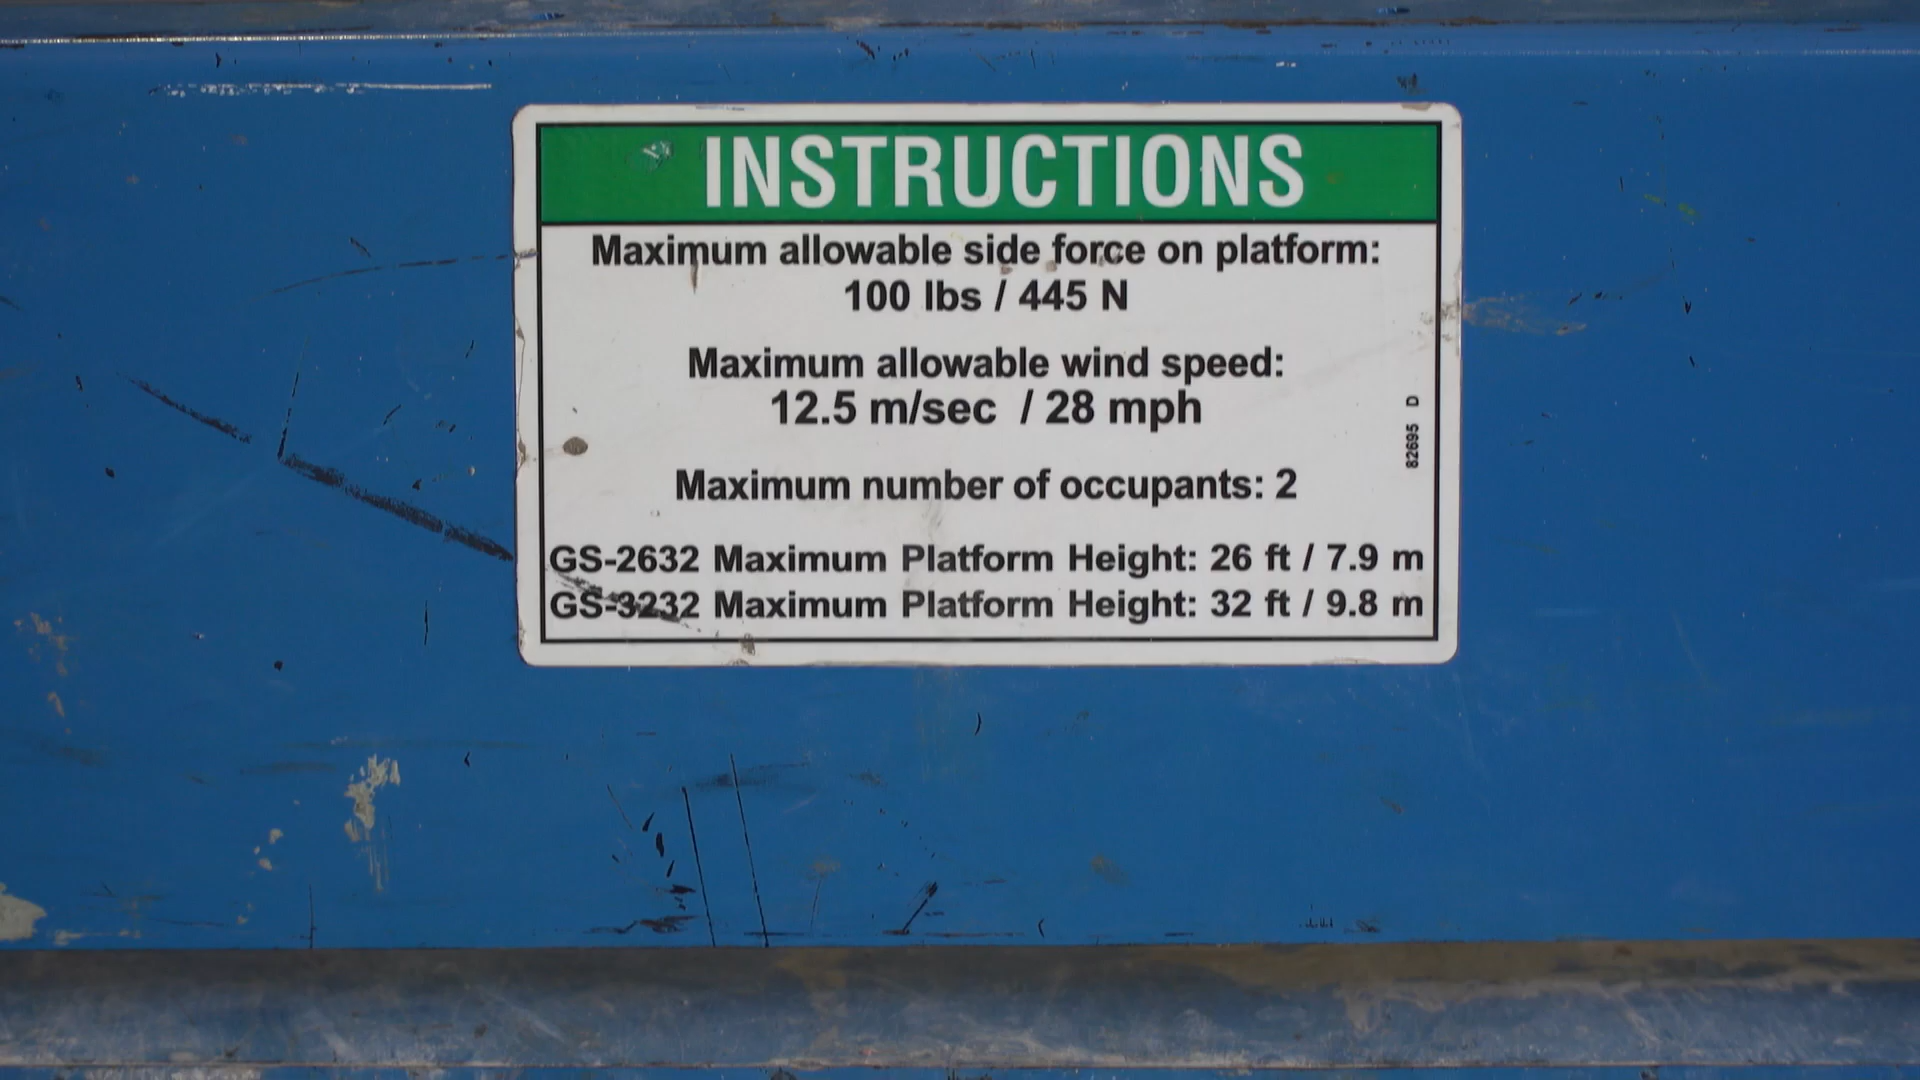 INSTRUCTIONS
Maximum allowable side force on platform:
100 lbs / 445 N
Maximum allowable wind speed:
12.5 m/sec / 28 mph
82695 D
Maximum number of occupants: 2
GS-2632 Maximum Platform Height: 26 ft / 7.9 m
GS-3232 Maximum Platform Height: 32 ft / 9.8 m